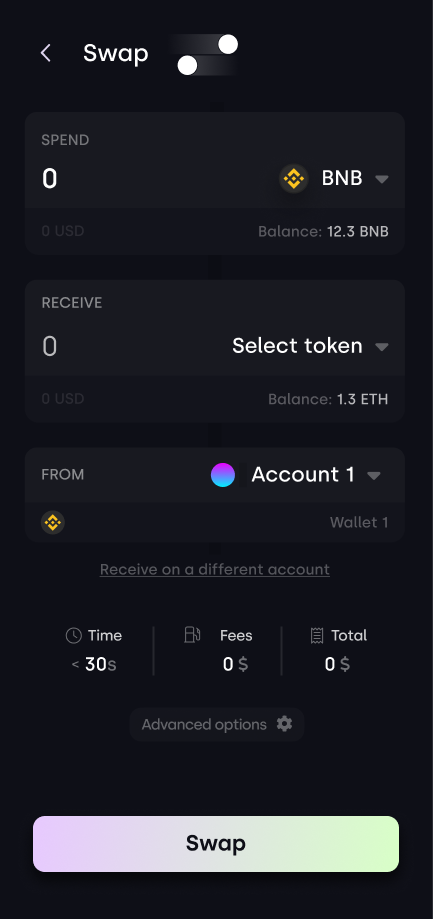 Swap
SPEND
0 BNB
0 USD Balance: 12.3 BNB
RECEIVE
0 Select token
0 USD Balance: 1.3 ETH
FROM Account 1
Wallet 1
Receive on a different account
Time Fees Total
< 30s 0 $ 0 $
Advanced options
Swap